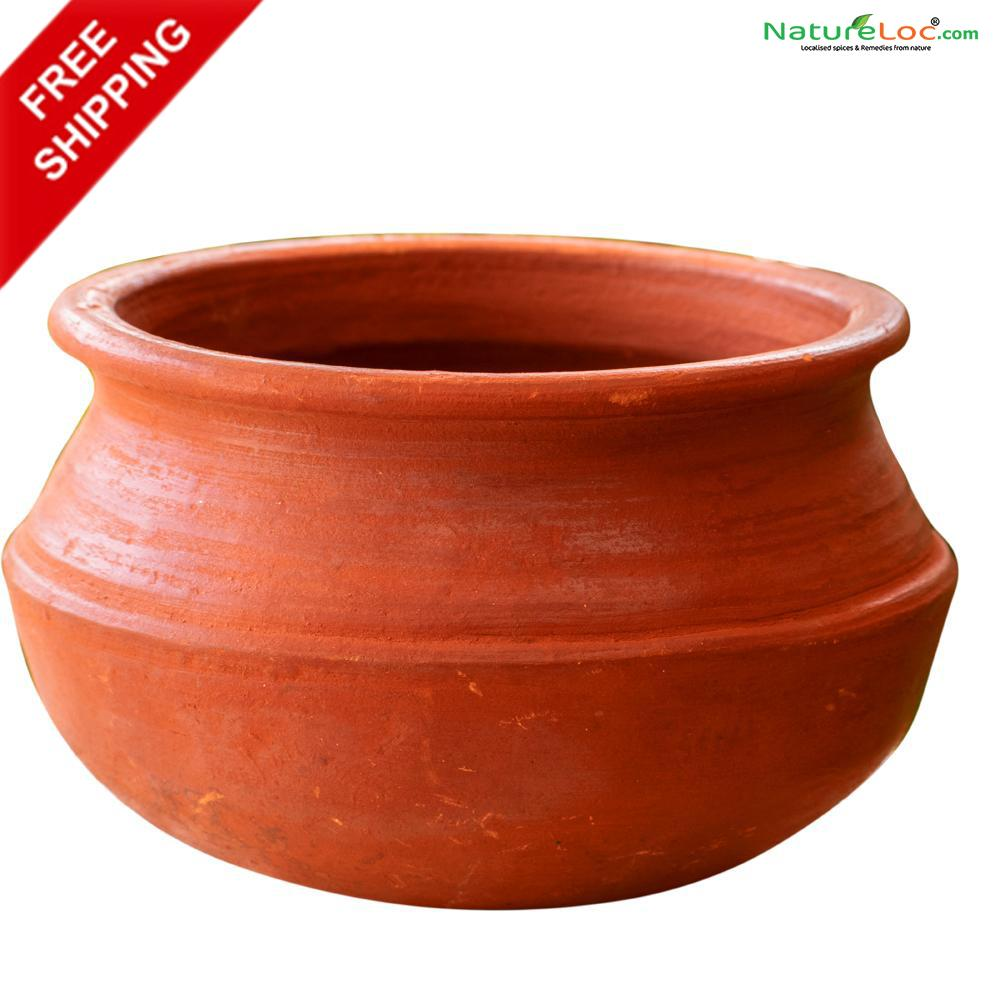 FREE
SHIPPING
NatureLoc®.com
Localised spices & Remedies from nature